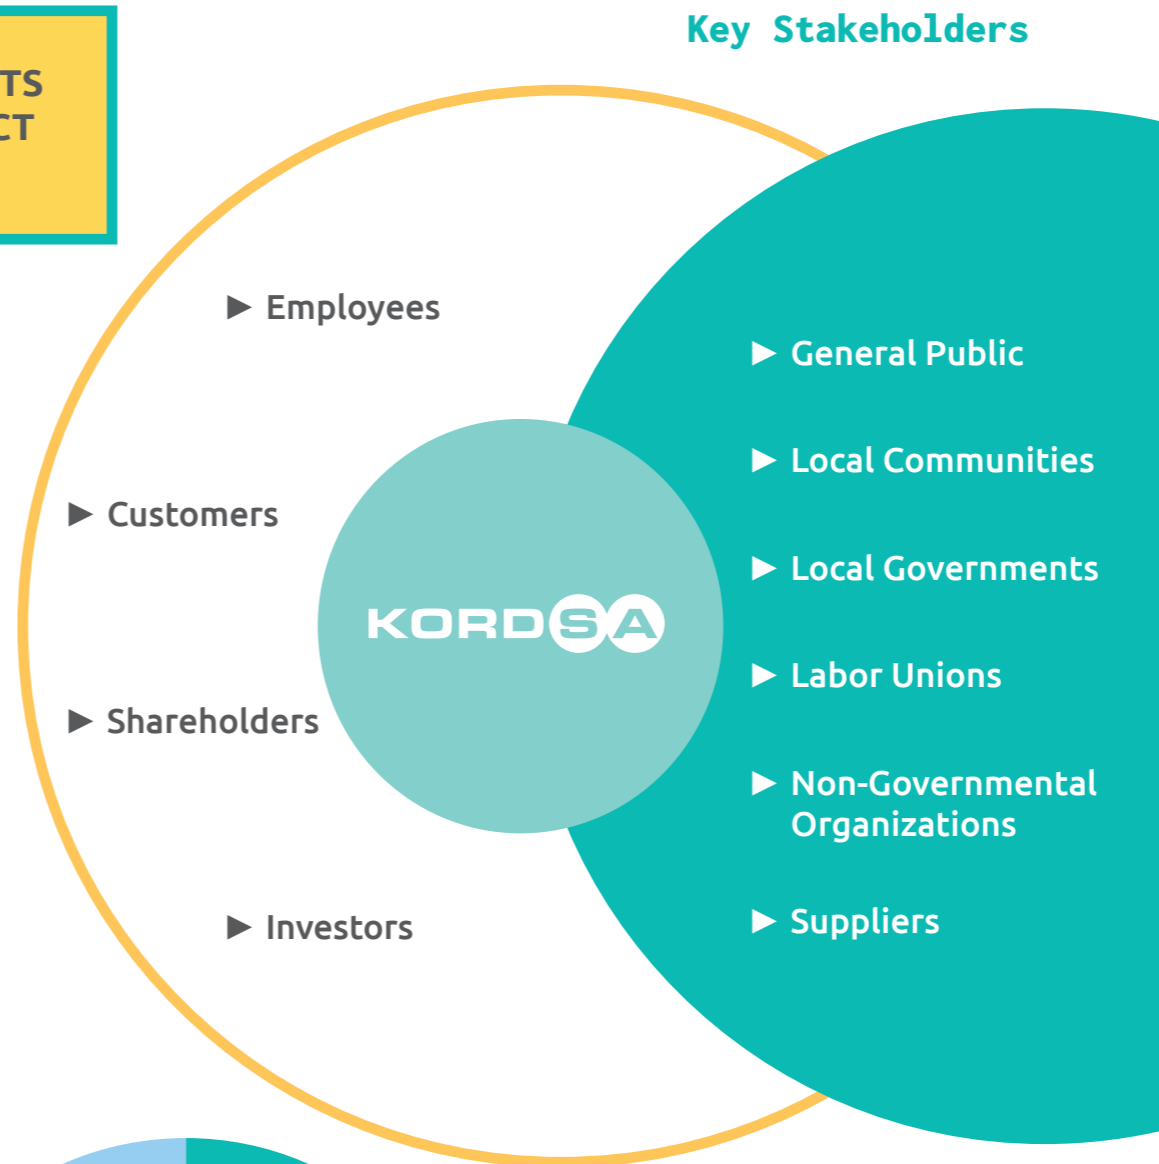 Key Stakeholders
TS
CT
► Employees
► Customers
► Shareholders
► Investors
KORDSA
► General Public
► Local Communities
► Local Governments
► Labor Unions
► Non-Governmental
Organizations
► Suppliers